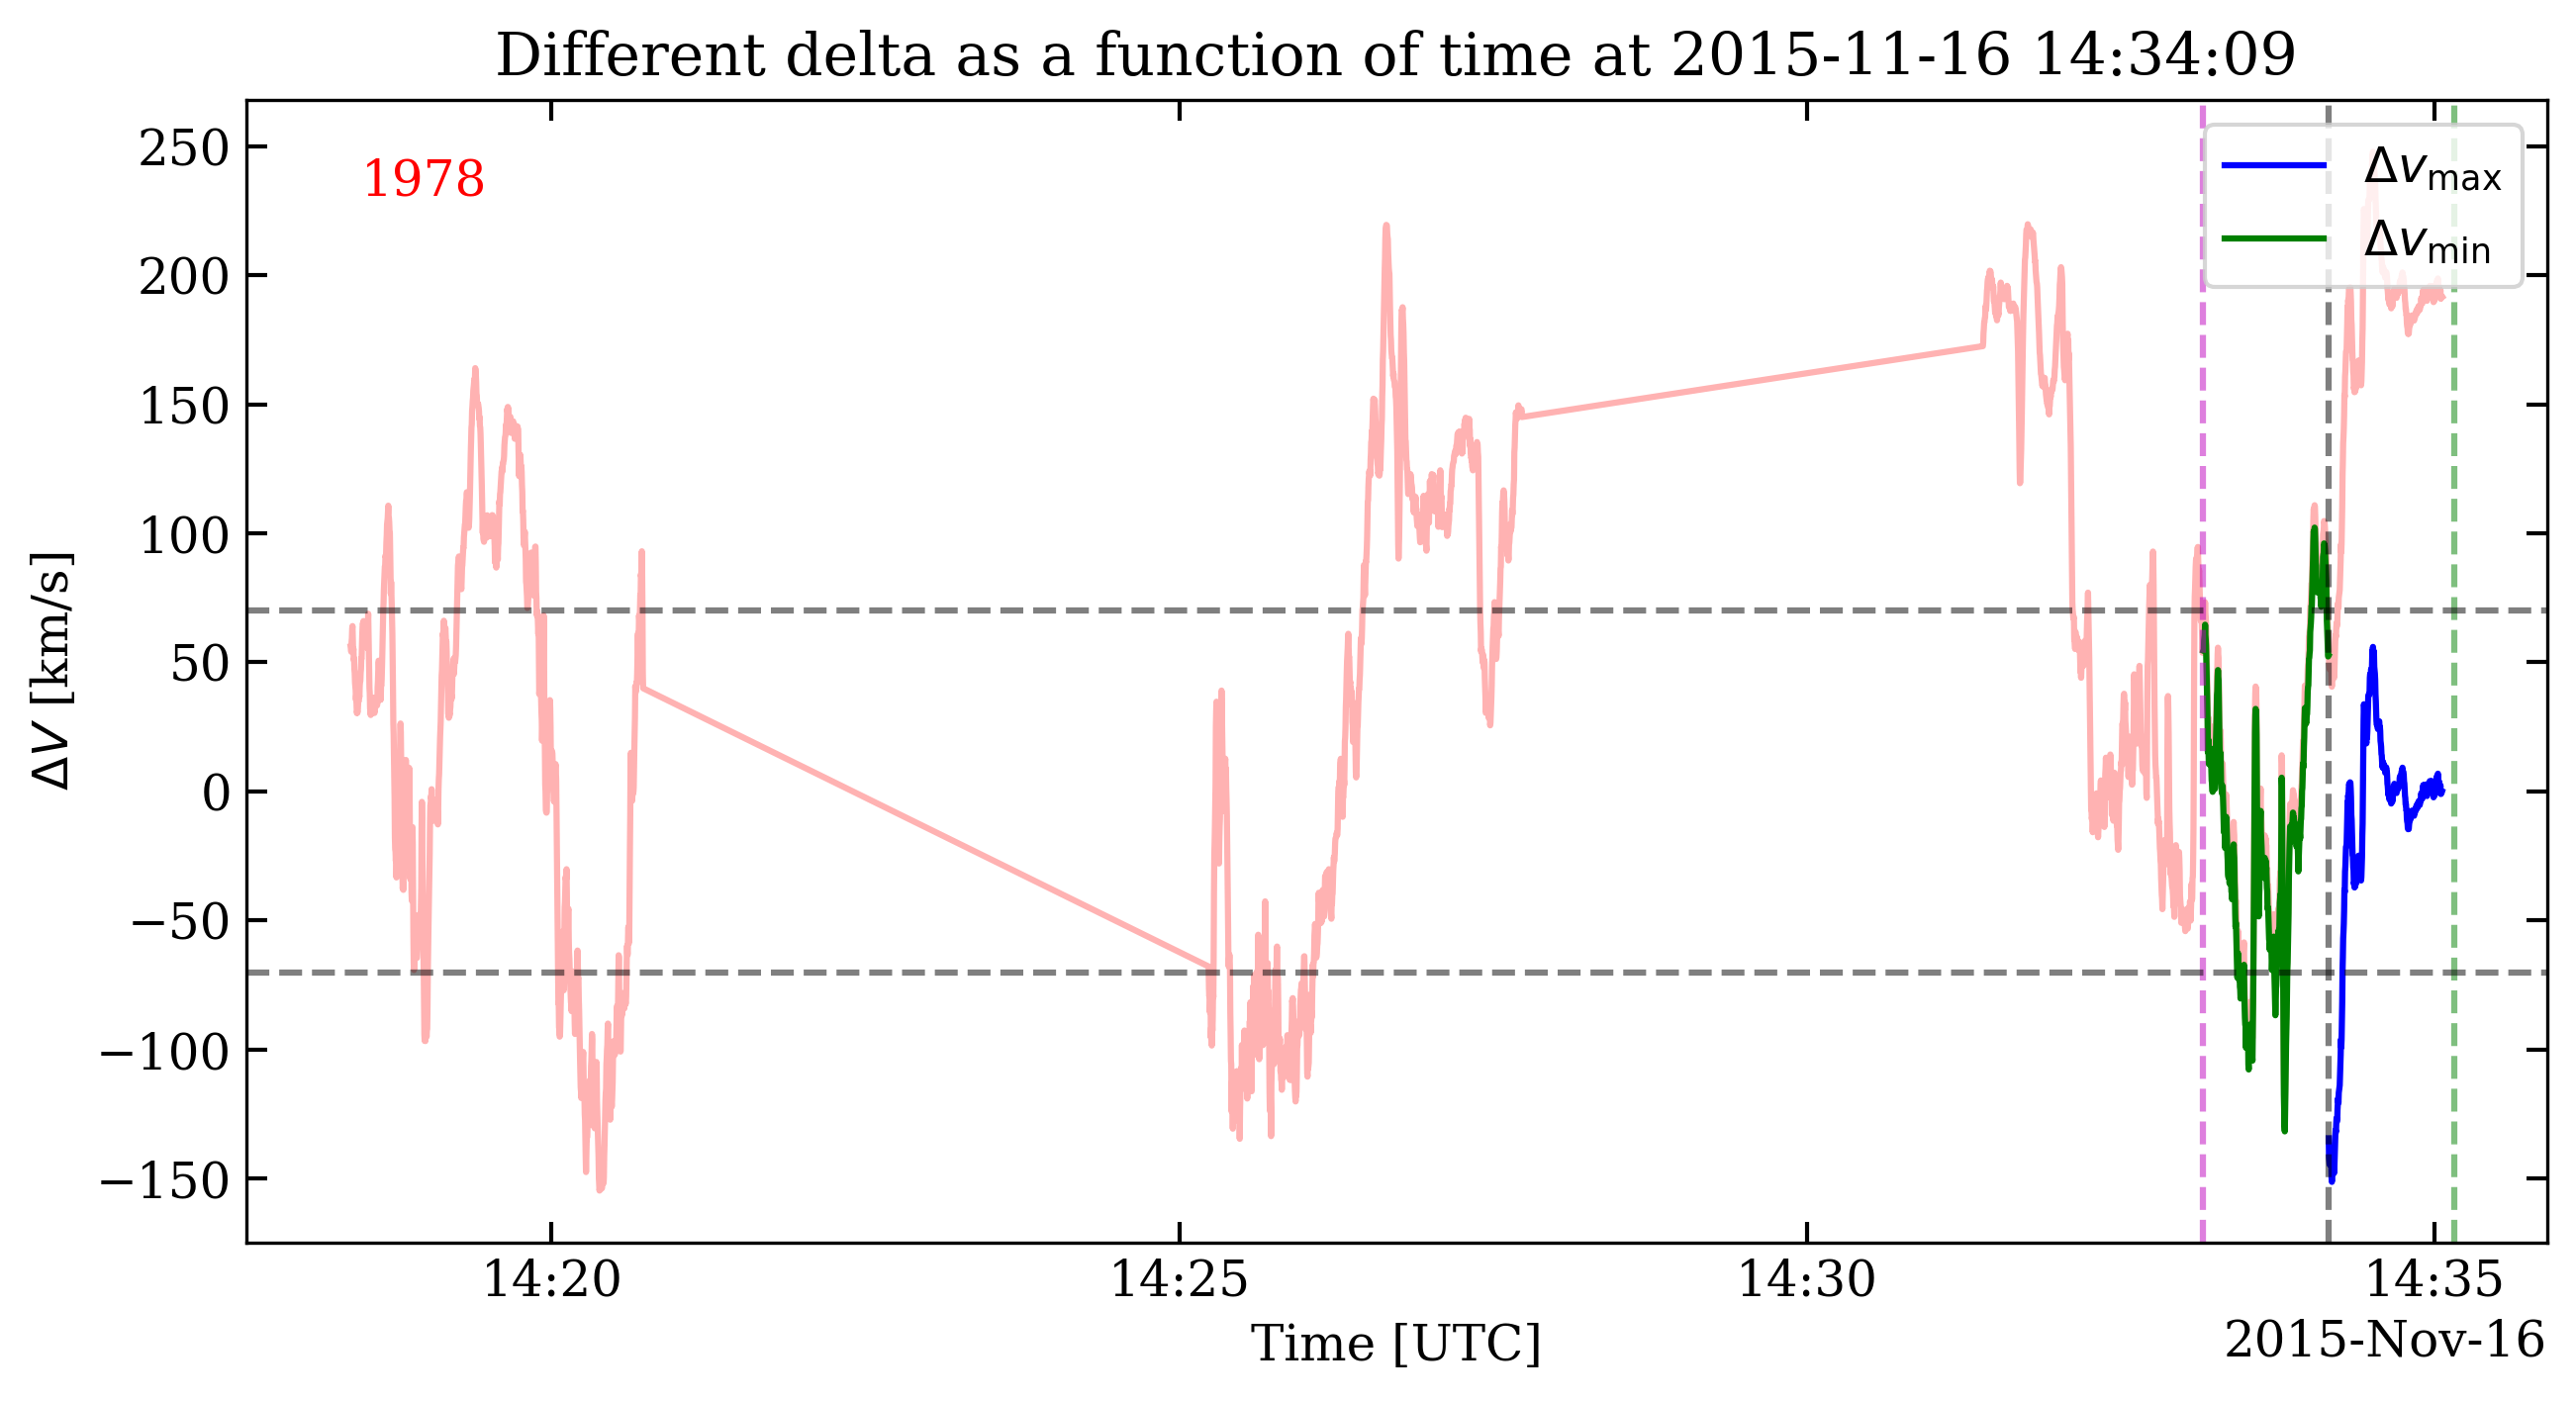 Different delta as a function of time at 2015-11-16 14:34:09
1978
Δv_max
Δv_min
250
200
150
100
50
0
−50
−100
−150
ΔV [km/s]
14:20 14:25 14:30 14:35
Time [UTC]
2015-Nov-16